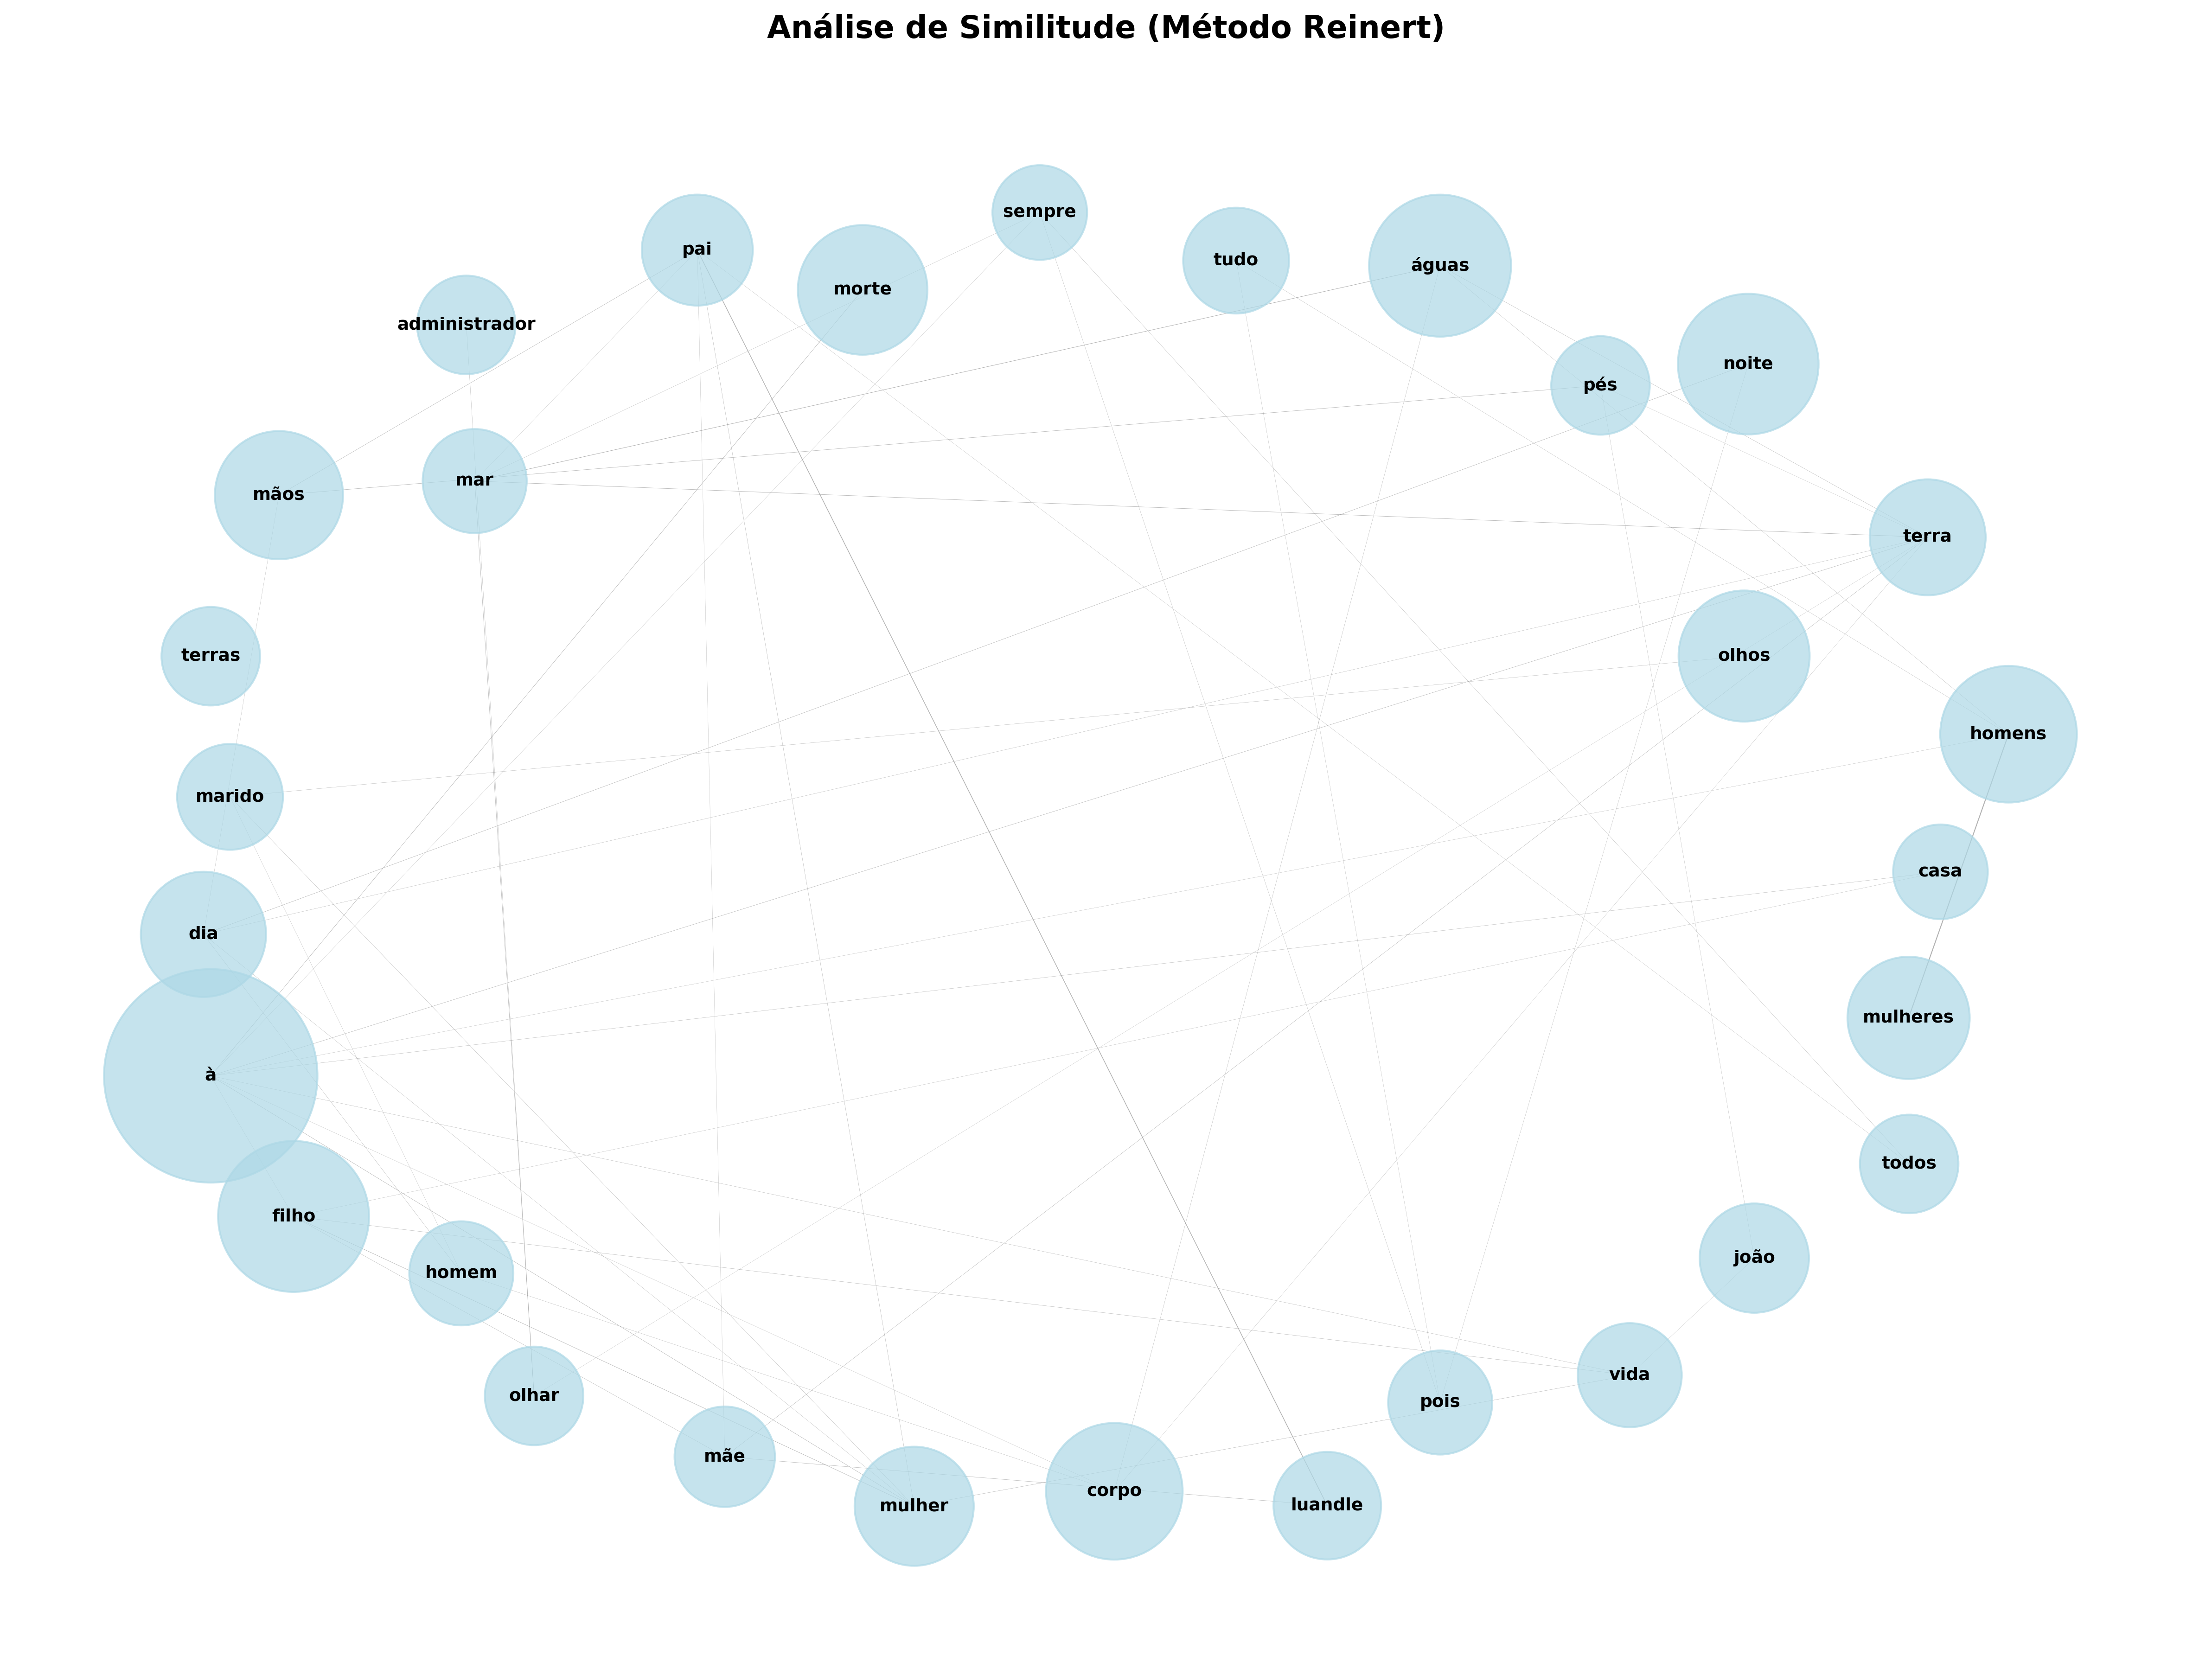 Análise de Similitude (Método Reinert)
sempre
pai
tudo
águas
morte
administrador
noite
pés
mar
mãos
terra
terras
olhos
homens
marido
casa
dia
mulheres
à
todos
filho
joão
homem
vida
olhar
pois
mãe
corpo
luandle
mulher